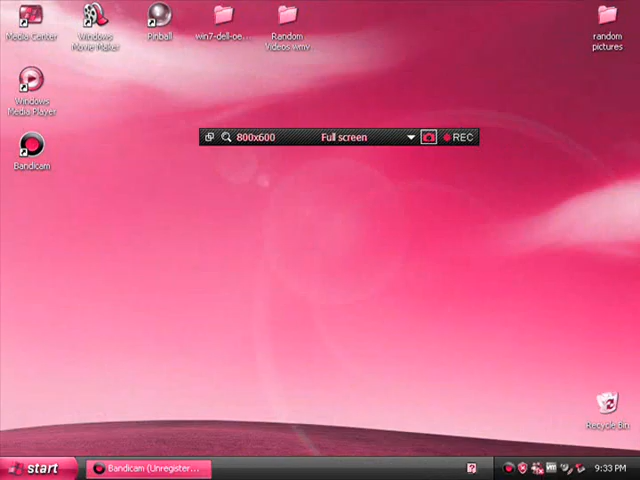 Media Center
Windows Movie Maker
Pinball
win7-dell-oe...
Random Videos wmv
random pictures
Windows Media Player
Bandicam
800x600
Full screen
REC
Recycle Bin
start
Bandicam (Unregister...
9:33 PM